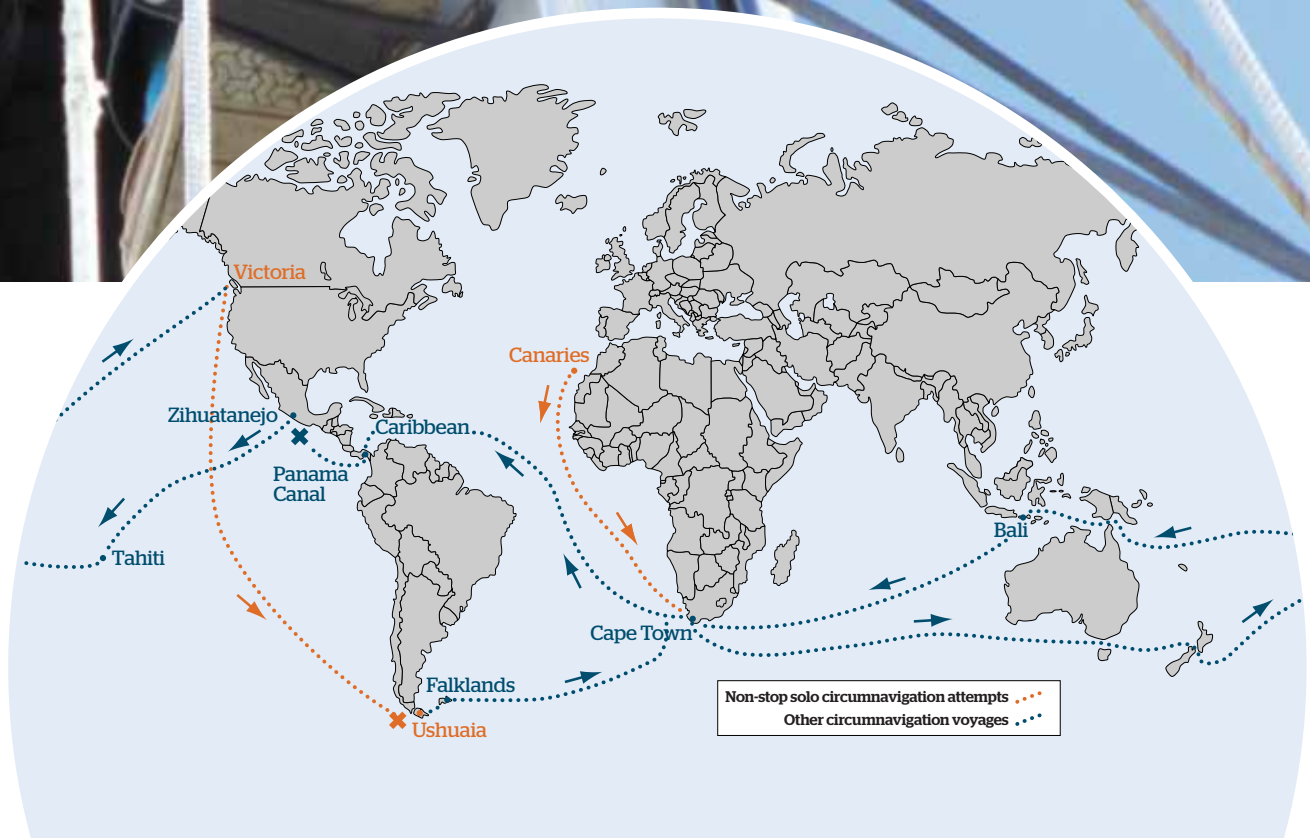 Victoria
Canaries
Zihuatanejo
Caribbean
Panama
Canal
Tahiti
Bali
Cape Town
Falklands
Ushuaia
Non-stop solo circumnavigation attempts
Other circumnavigation voyages